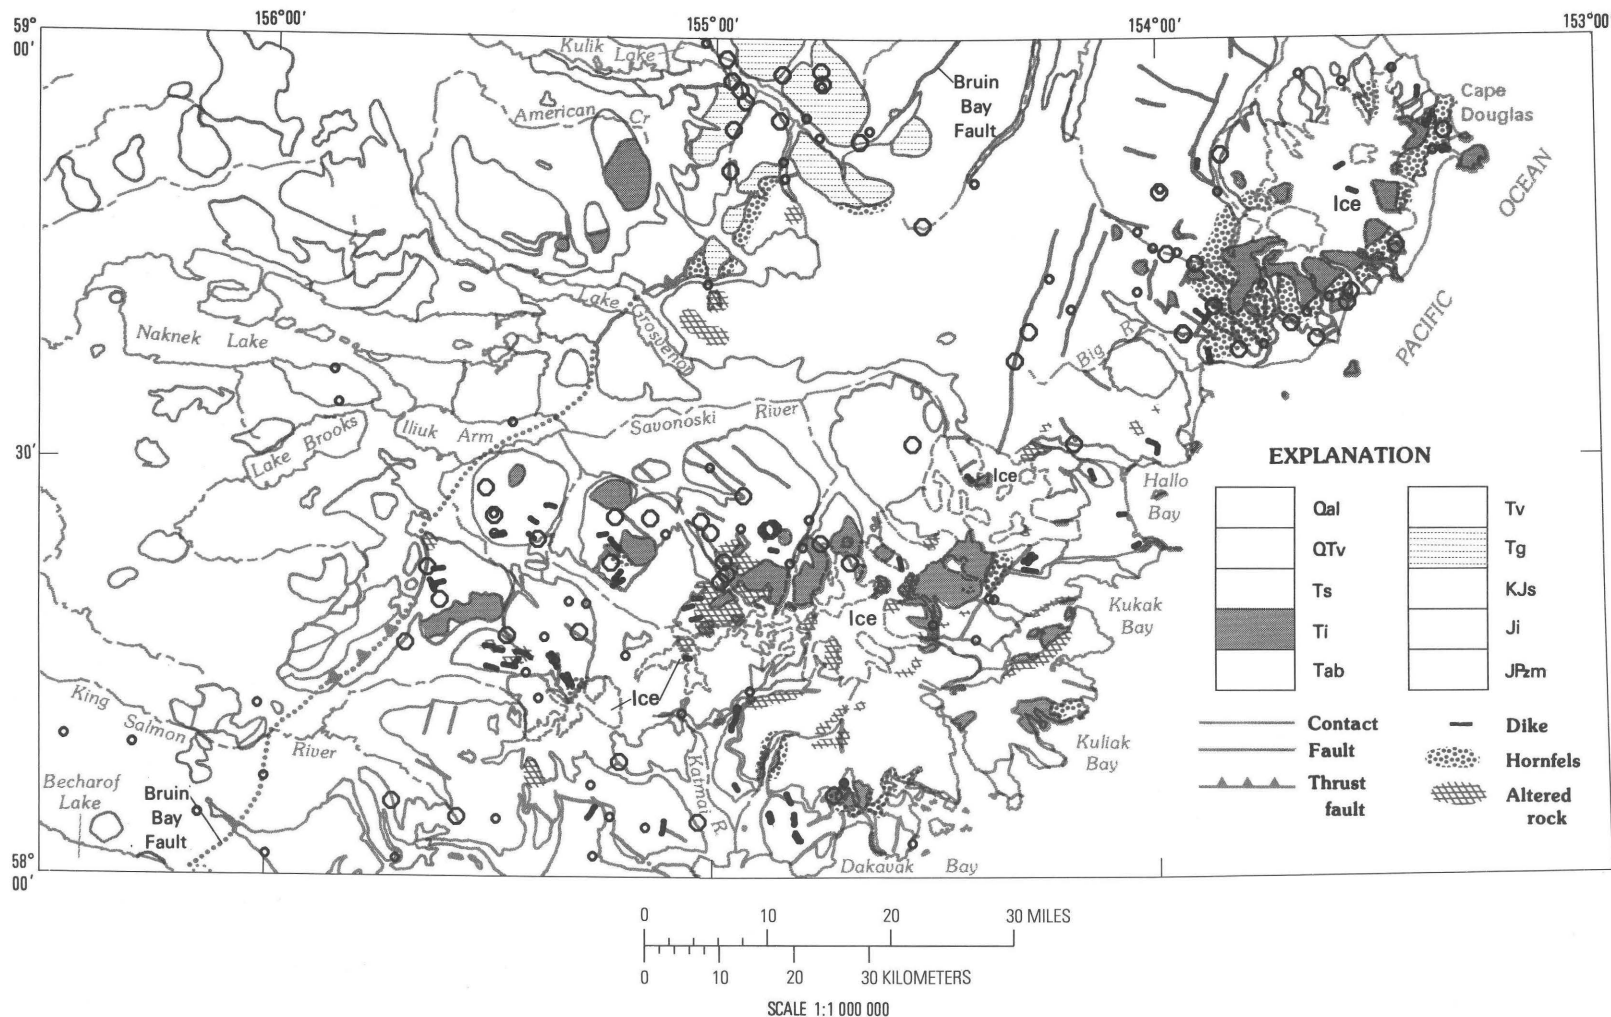 156°00′
155°00′
154°00′
153°00′
59°
00′
Kulik
Lake
Bruin
Bay
Fault
Cape
Douglas
American Cr
Ice
OCEAN
PACIFIC
Lake
Grosvenor
Naknek Lake
Big R
Savonoski River
Iliuk Arm
Lake Brooks
30′
Ice
Hallo
Bay
EXPLANATION
Qal
QTv
Ts
Ti
Tab
Tv
Tg
KJs
Ji
JPzm
Contact
Fault
Thrust
fault
Dike
Hornfels
Altered
rock
Kukak
Bay
Ice
Ice
King
Salmon
River
Kuliak
Bay
Katmai R
Becharof
Lake
Bruin
Bay
Fault
Dakavak Bay
58°
00′
0 10 20 30 MILES
0 10 20 30 KILOMETERS
SCALE 1:1 000 000